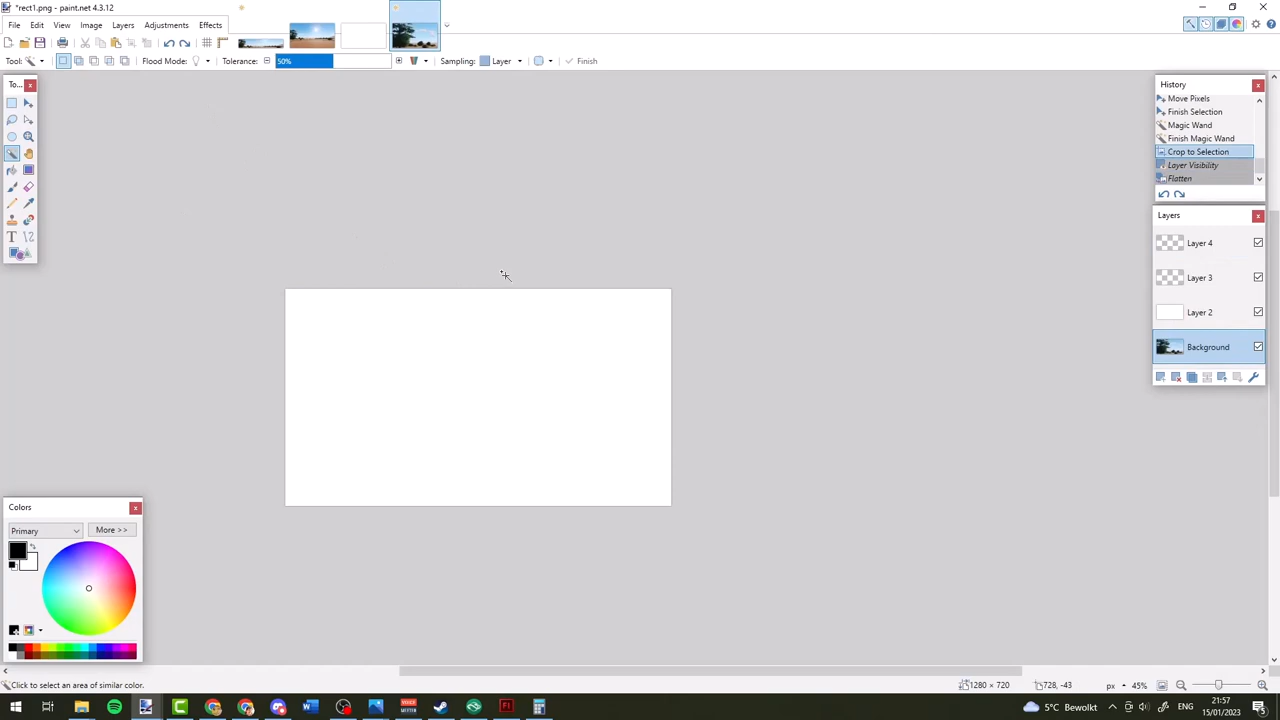 *rect1.png - paint.net 4.3.12
File Edit View Image Layers Adjustments Effects
Tool: Flood Mode: Tolerance: 50% Sampling: Layer Finish
To...
History
Move Pixels
Finish Selection
Magic Wand
Finish Magic Wand
Crop to Selection
Layer Visibility
Flatten
Layers
Layer 4
Layer 3
Layer 2
Background
Colors
Primary More >>
Click to select an area of similar color. 1280 × 720 728, -43 px 45%
5°C Bewolkt ENG 21:57
15/01/2023